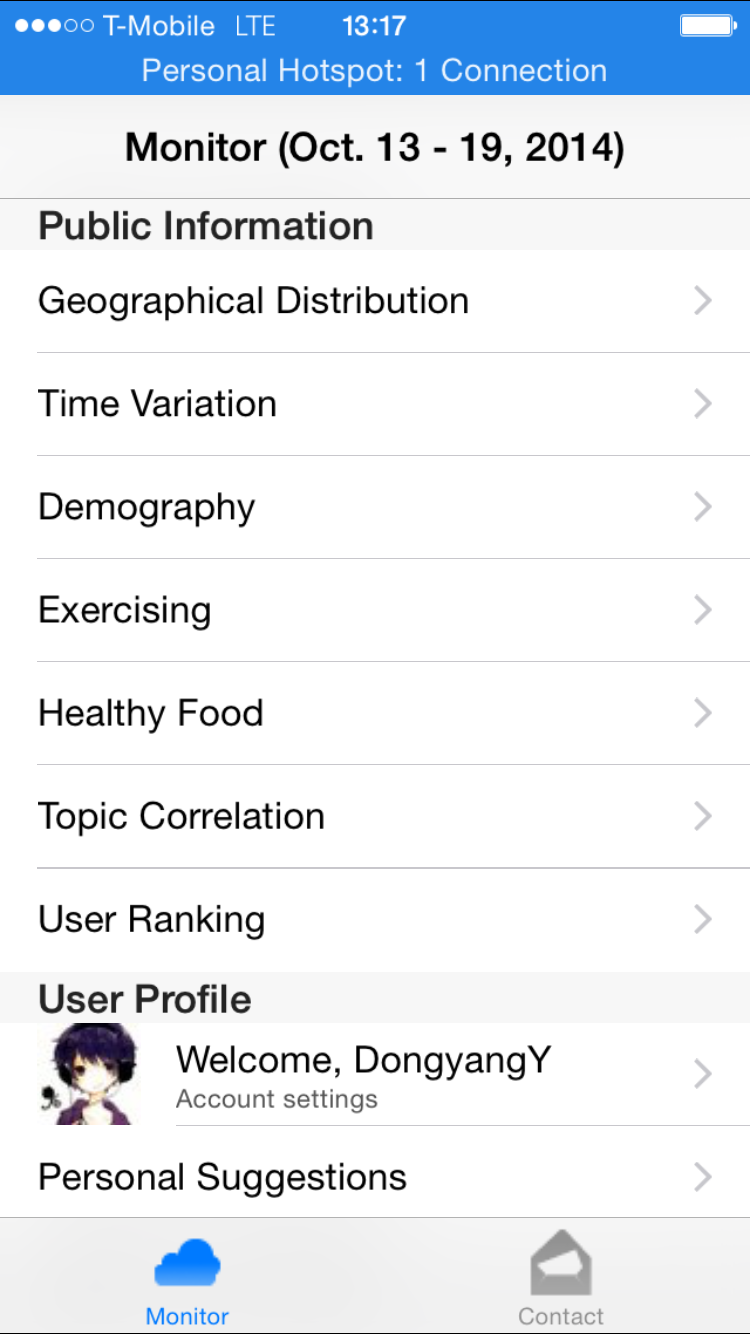 T-Mobile LTE 13:17
Personal Hotspot: 1 Connection
Monitor (Oct. 13 - 19, 2014)
Public Information
Geographical Distribution
Time Variation
Demography
Exercising
Healthy Food
Topic Correlation
User Ranking
User Profile
Welcome, DongyangY
Account settings
Personal Suggestions
Monitor Contact